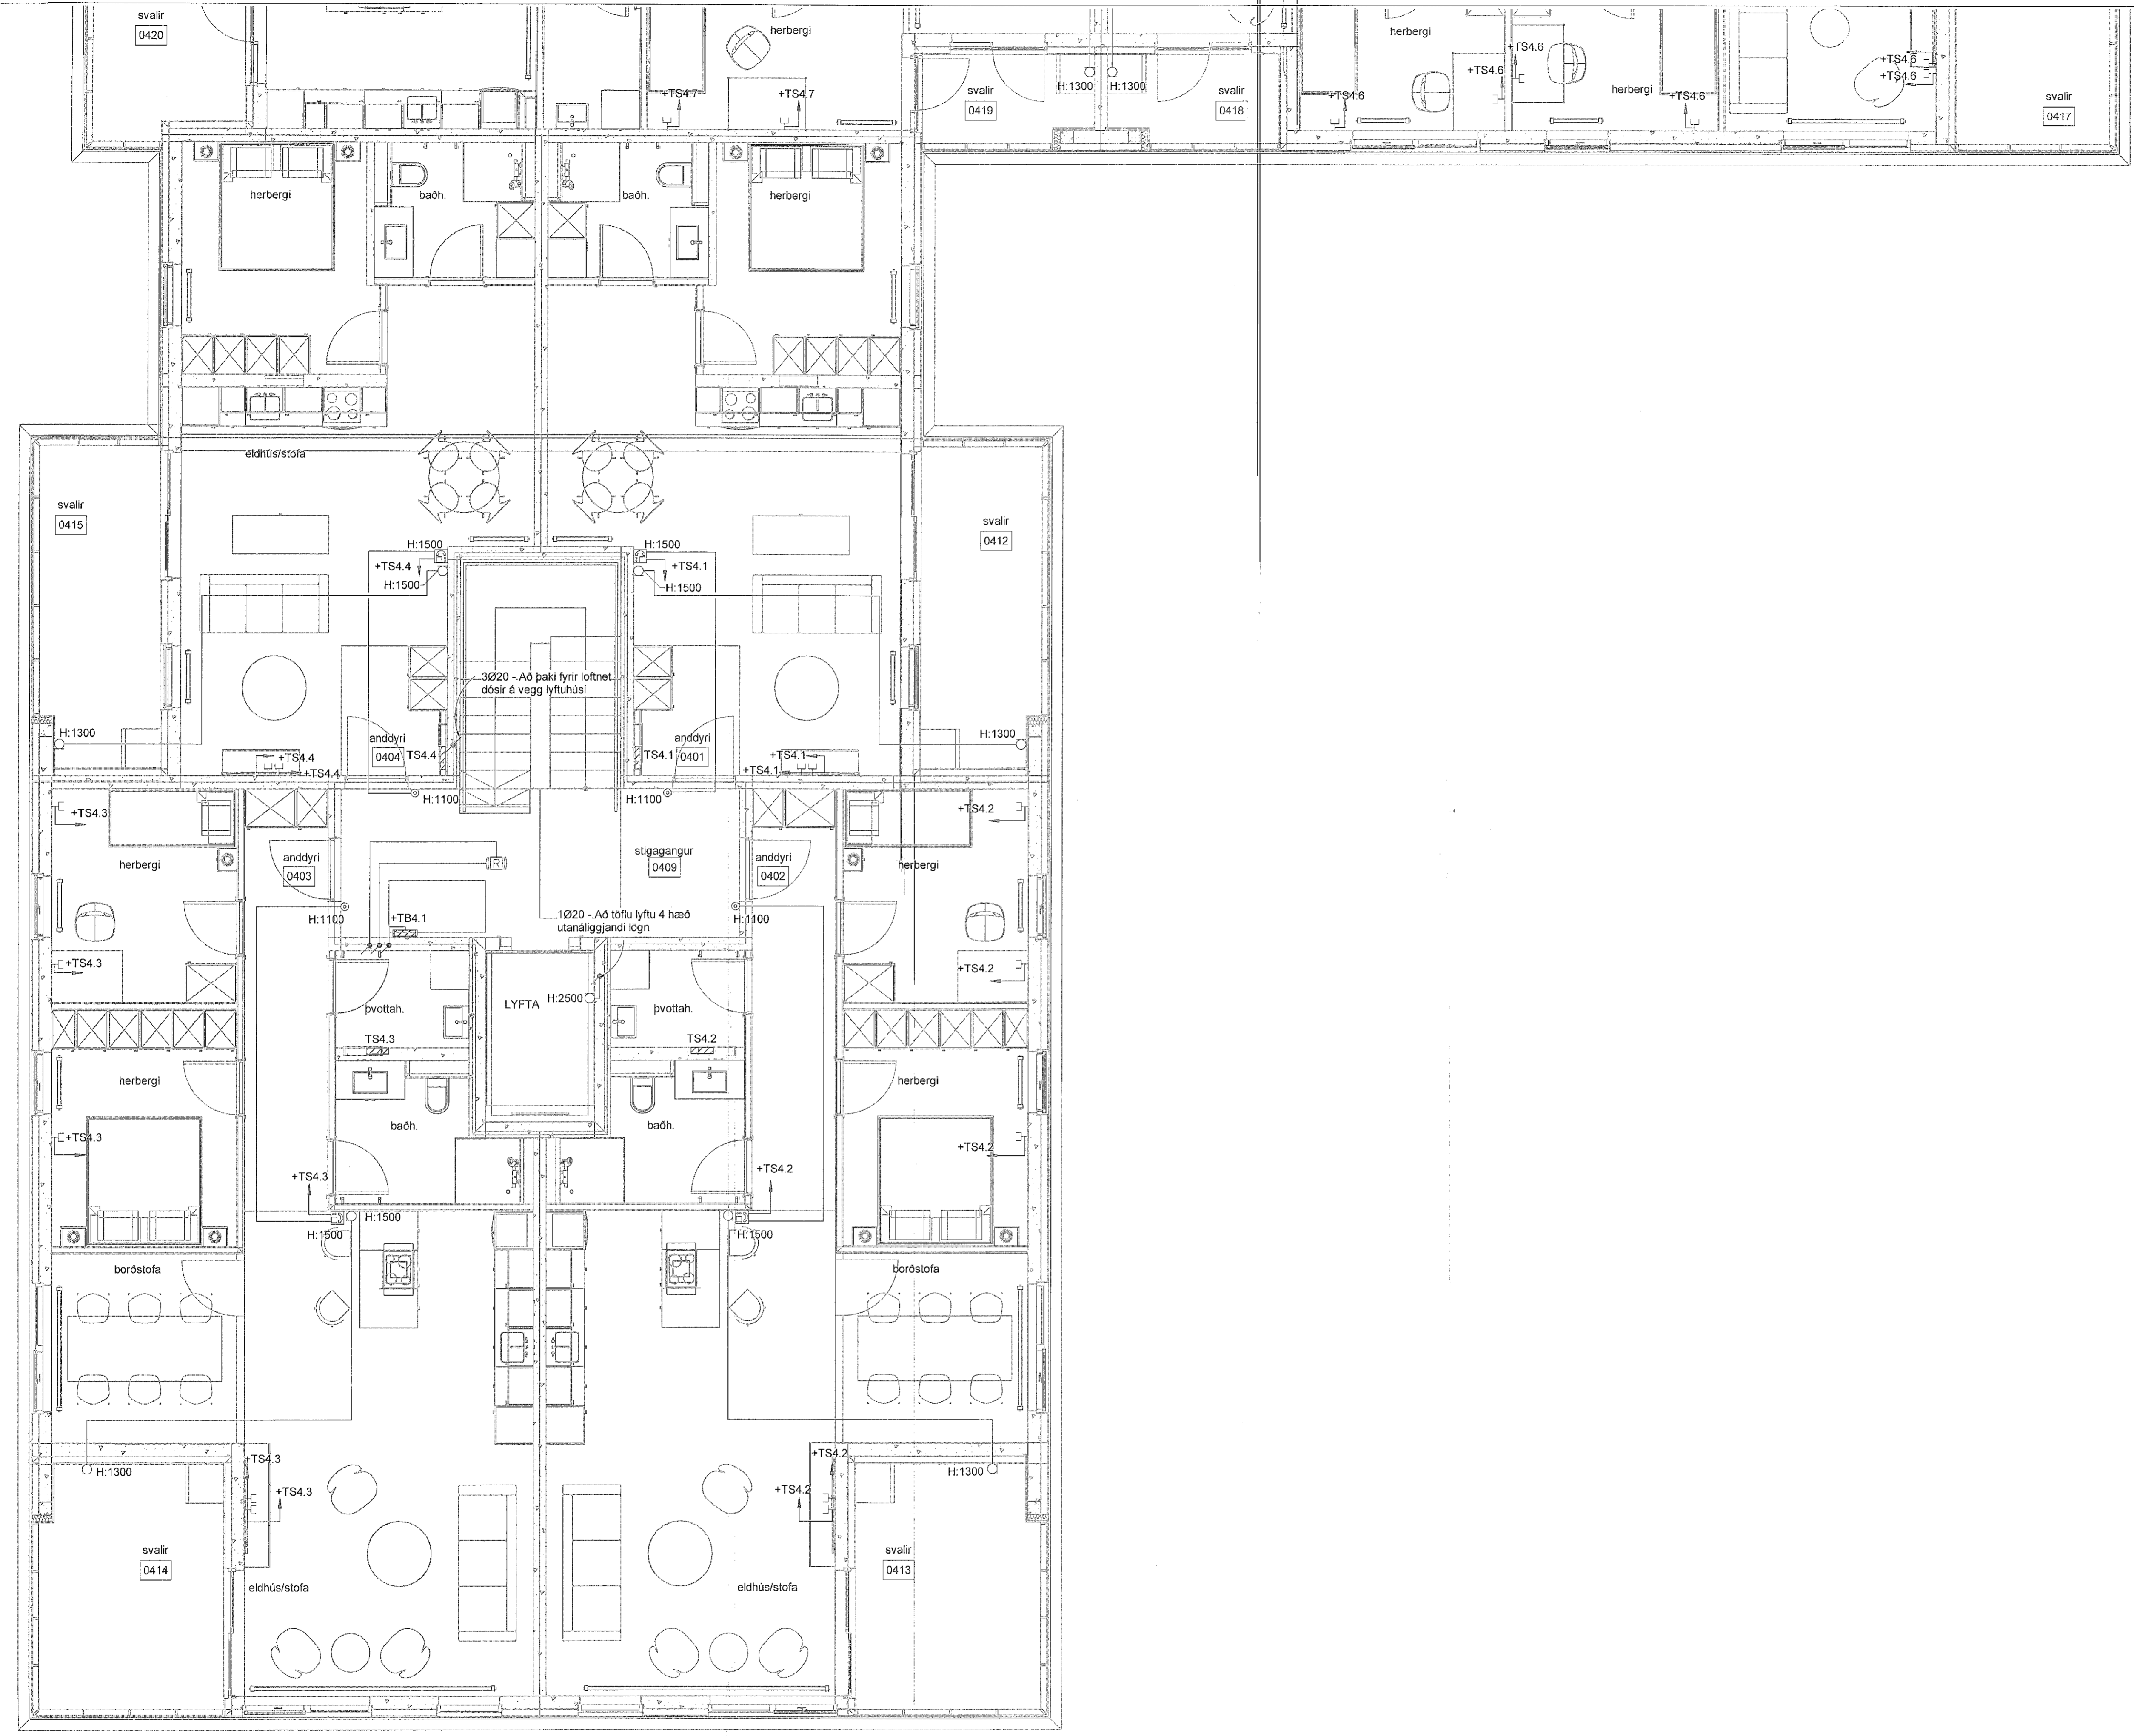 svalir
0420
herbergi
+TS4.7
+TS4.7
svalir
0419
H:1300
H:1300
svalir
0418
herbergi
+TS4.6
+TS4.6
+TS4.6
herbergi
+TS4.6
+TS4.6
+TS4.6
svalir
0417
herbergi
baðh.
baðh.
herbergi
eldhús/stofa
svalir
0415
svalir
0412
H:1500
+TS4.4
H:1500
H:1500
+TS4.1
H:1500
3Ø20 - Að þaki fyrir loftnet
dósir á vegg lyftuhúsi
H:1300
anddyri
0404
TS4.4
+TS4.4
+TS4.4
anddyri
0401
TS4.1
+TS4.1
+TS4.1
H:1300
H:1100
H:1100
+TS4.3
herbergi
anddyri
0403
R
stigagangur
0409
anddyri
0402
+TS4.2
herbergi
H:1100
+TB4.1
1Ø20 - Að töflu lyftu 4 hæð
utanáliggjandi lögn
H:1100
+TS4.3
+TS4.2
þvottah.
LYFTA
H:2500
þvottah.
TS4.3
TS4.2
herbergi
herbergi
+TS4.3
baðh.
baðh.
+TS4.2
+TS4.3
+TS4.2
H:1500
H:1500
H:1500
borðstofa
borðstofa
H:1300
+TS4.3
+TS4.3
+TS4.2
+TS4.2
H:1300
svalir
0414
svalir
0413
eldhús/stofa
eldhús/stofa